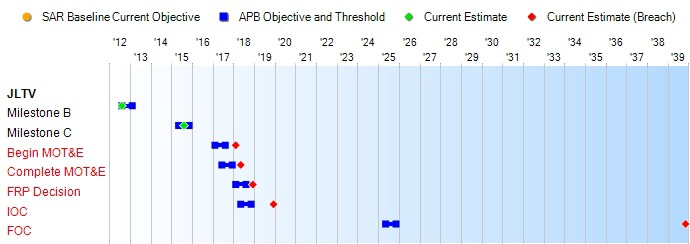 SAR Baseline Current Objective APB Objective and Threshold Current Estimate Current Estimate (Breach)
'12 '14 '16 '18 '20 '22 '24 '26 '28 '30 '32 '34 '36 '38
'13 '15 '17 '19 '21 '23 '25 '27 '29 '31 '33 '35 '37 '39
JLTV
Milestone B
Milestone C
Begin MOT&E
Complete MOT&E
FRP Decision
IOC
FOC